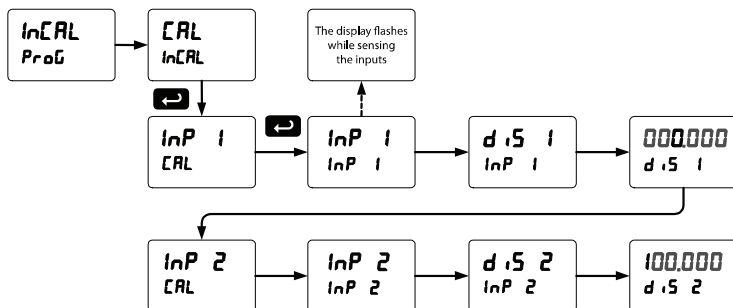 InCAL
ProG
CAL
InCAL
The display flashes
while sensing
the inputs
InP 1
CAL
InP 1
InP 1
diS 1
InP 1
000.000
diS 1
InP 2
CAL
InP 2
InP 2
diS 2
InP 2
100.000
diS 2